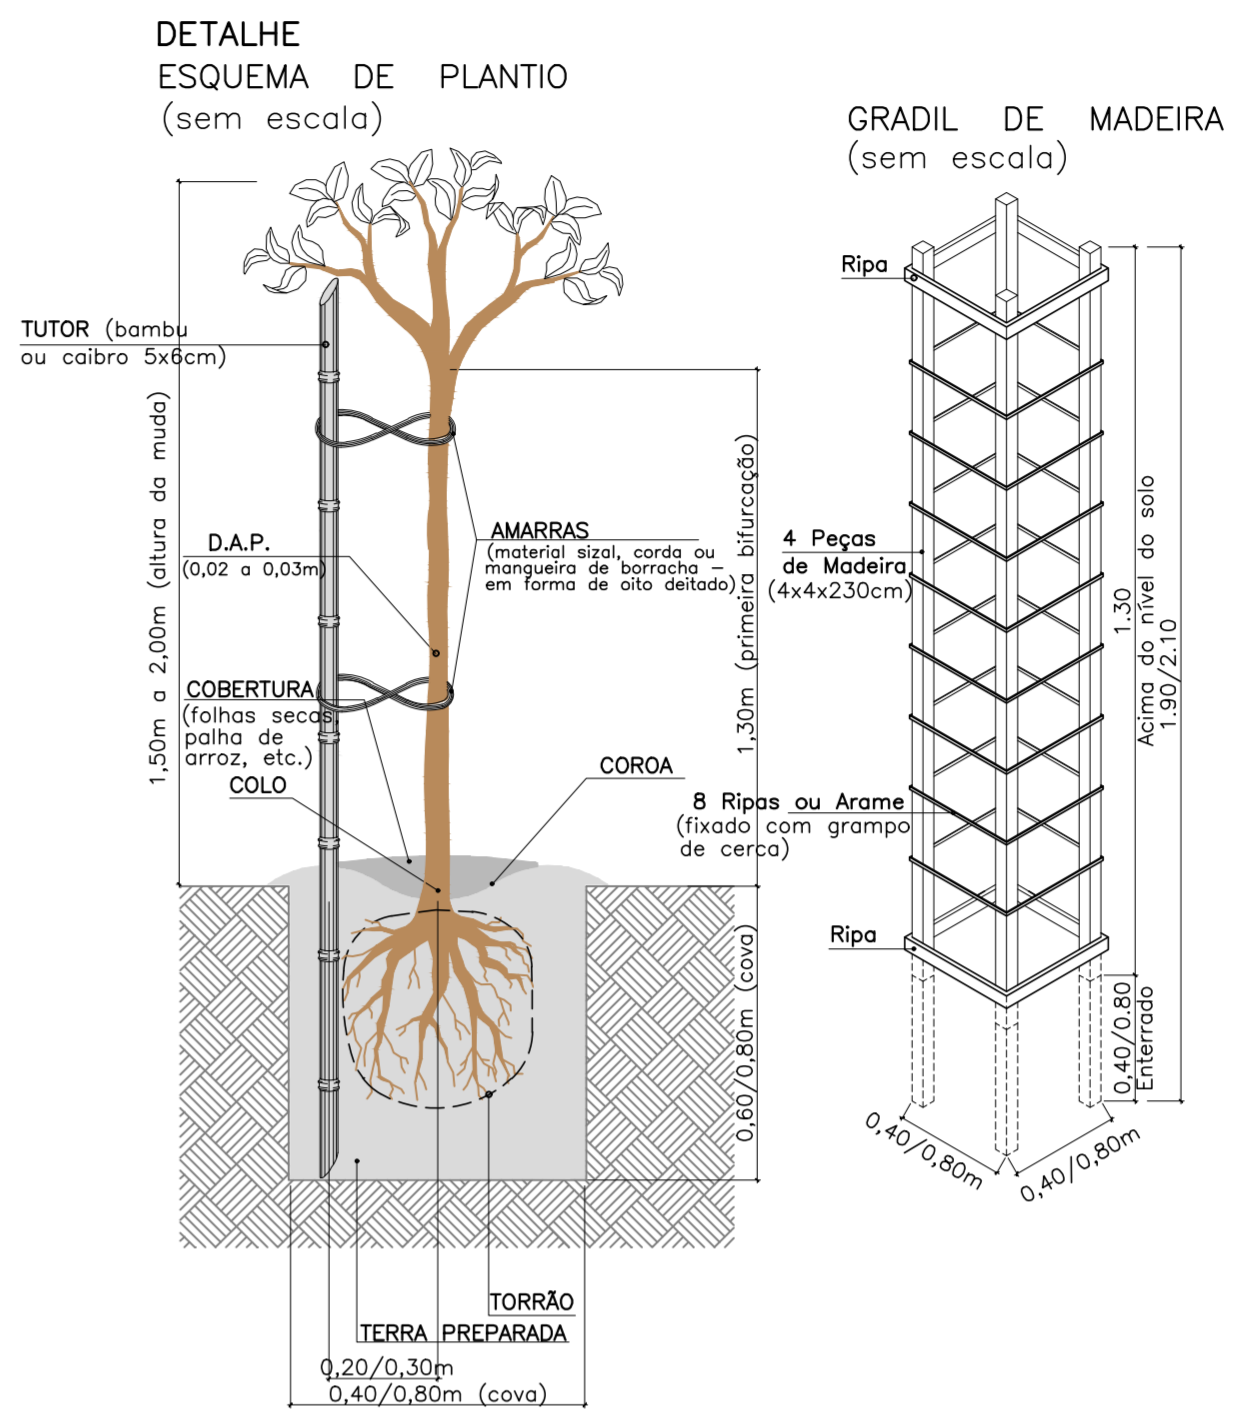 DETALHE
ESQUEMA DE PLANTIO
(sem escala)
GRADIL DE MADEIRA
(sem escala)
TUTOR (bambu
ou caibro 5x6cm)
1,50m a 2,00m (altura da muda)
D.A.P.
(0,02 a 0,03m)
AMARRAS
(material sizal, corda ou
mangueira de borracha –
em forma de oito deitado)
1,30m (primeira bifurcação)
COBERTURA
(folhas secas,
palha de
arroz, etc.)
COLO
COROA
0,60/0,80m (cova)
TORRÃO
TERRA PREPARADA
0,20/0,30m
0,40/0,80m (cova)
Ripa
4 Peças
de Madeira
(4x4x230cm)
8 Ripas ou Arame
(fixado com grampo
de cerca)
Ripa
1.30
Acima do nível do solo
1.90/2.10
0,40/0.80
Enterrado
0,40/0,80m
0,40/0,80m